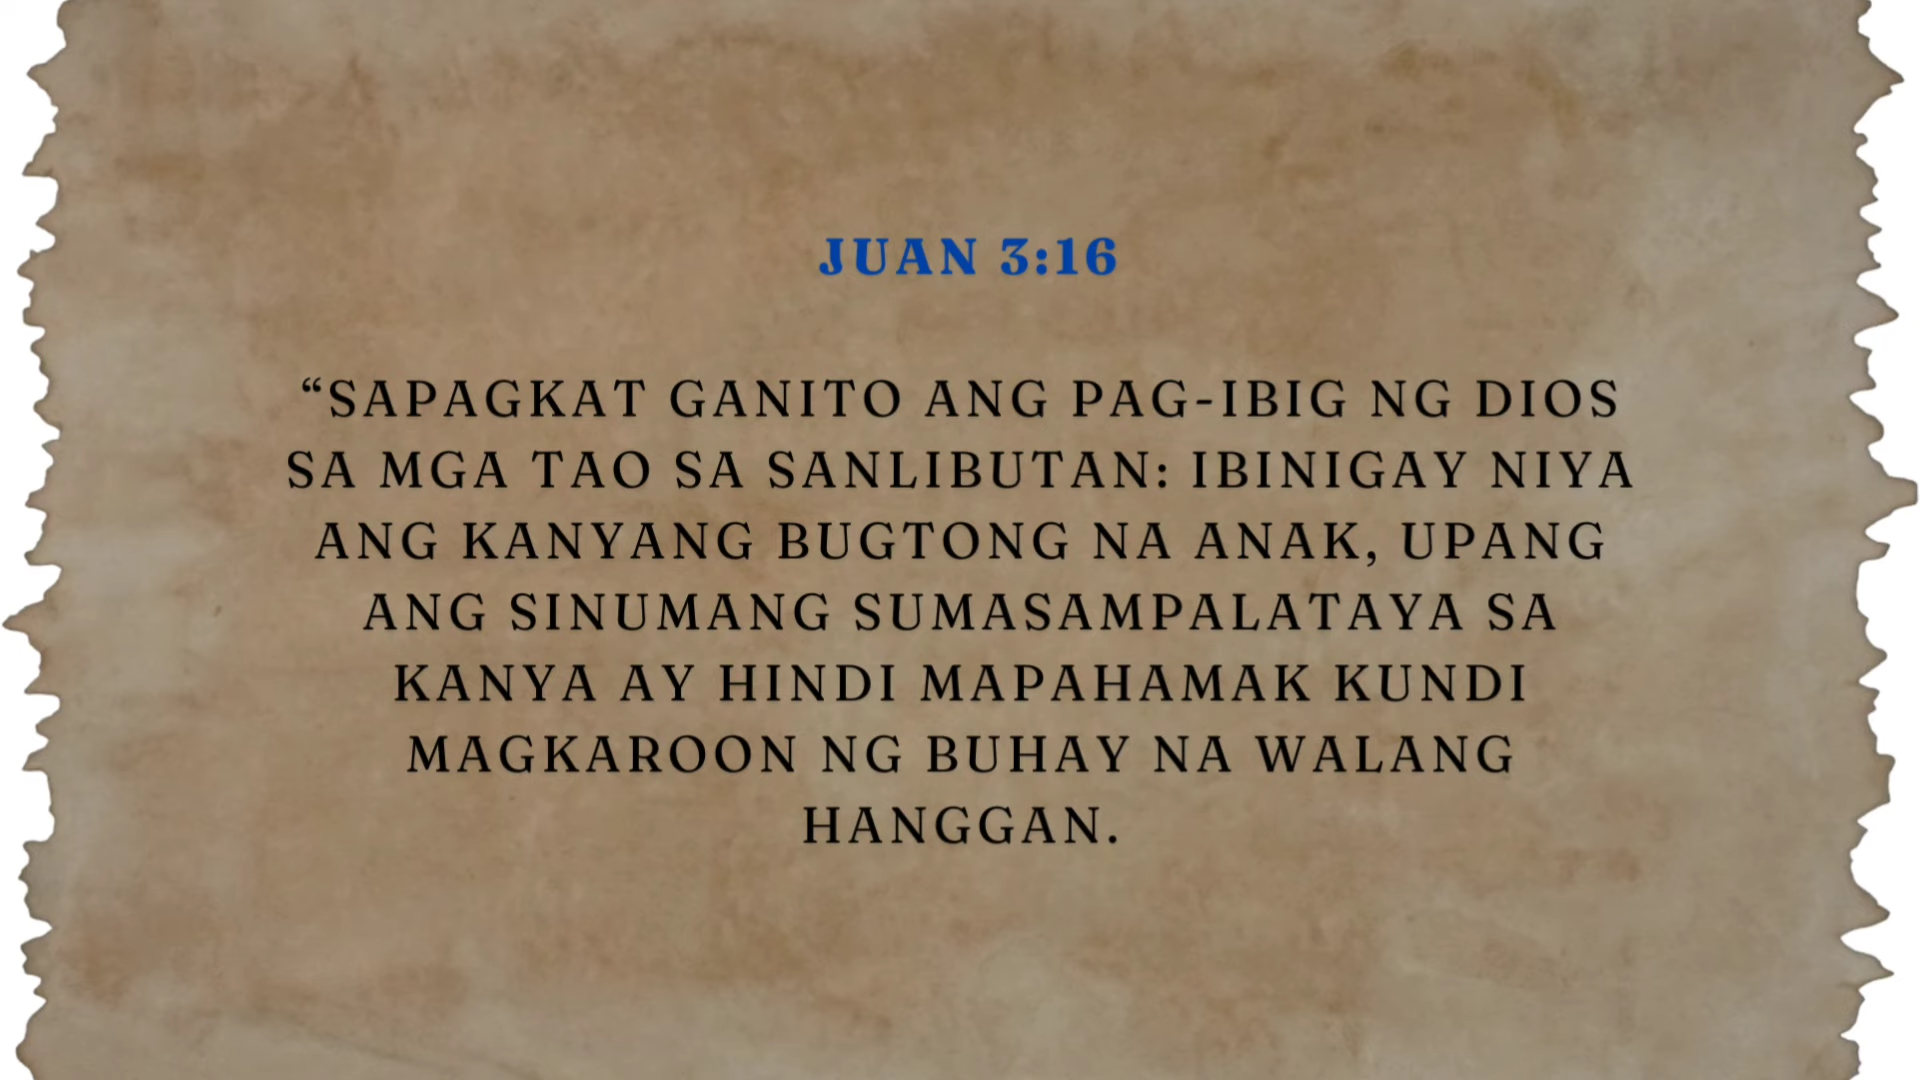 JUAN 3:16
“SAPAGKAT GANITO ANG PAG-IBIG NG DIOS
SA MGA TAO SA SANLIBUTAN: IBINIGAY NIYA
ANG KANYANG BUGTONG NA ANAK, UPANG
ANG SINUMANG SUMASAMPALATAYA SA
KANYA AY HINDI MAPAHAMAK KUNDI
MAGKAROON NG BUHAY NA WALANG
HANGGAN.